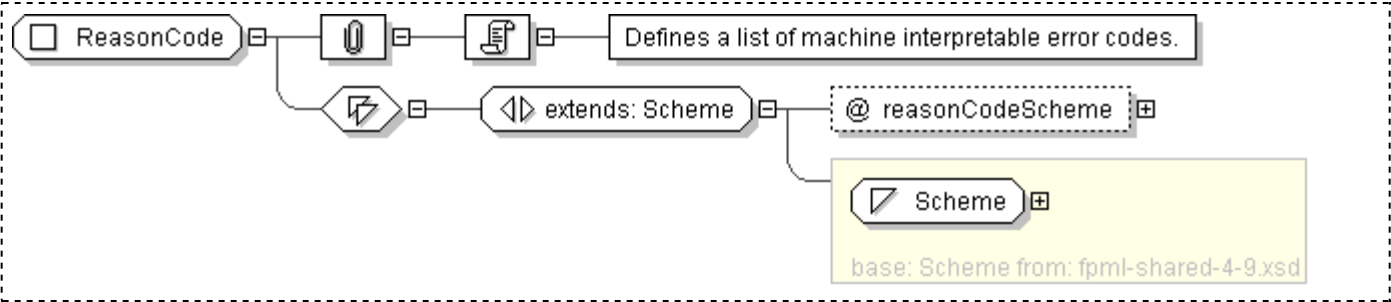 ReasonCode
Defines a list of machine interpretable error codes.
extends: Scheme
@ reasonCodeScheme
Scheme
base: Scheme from: fpml-shared-4-9.xsd